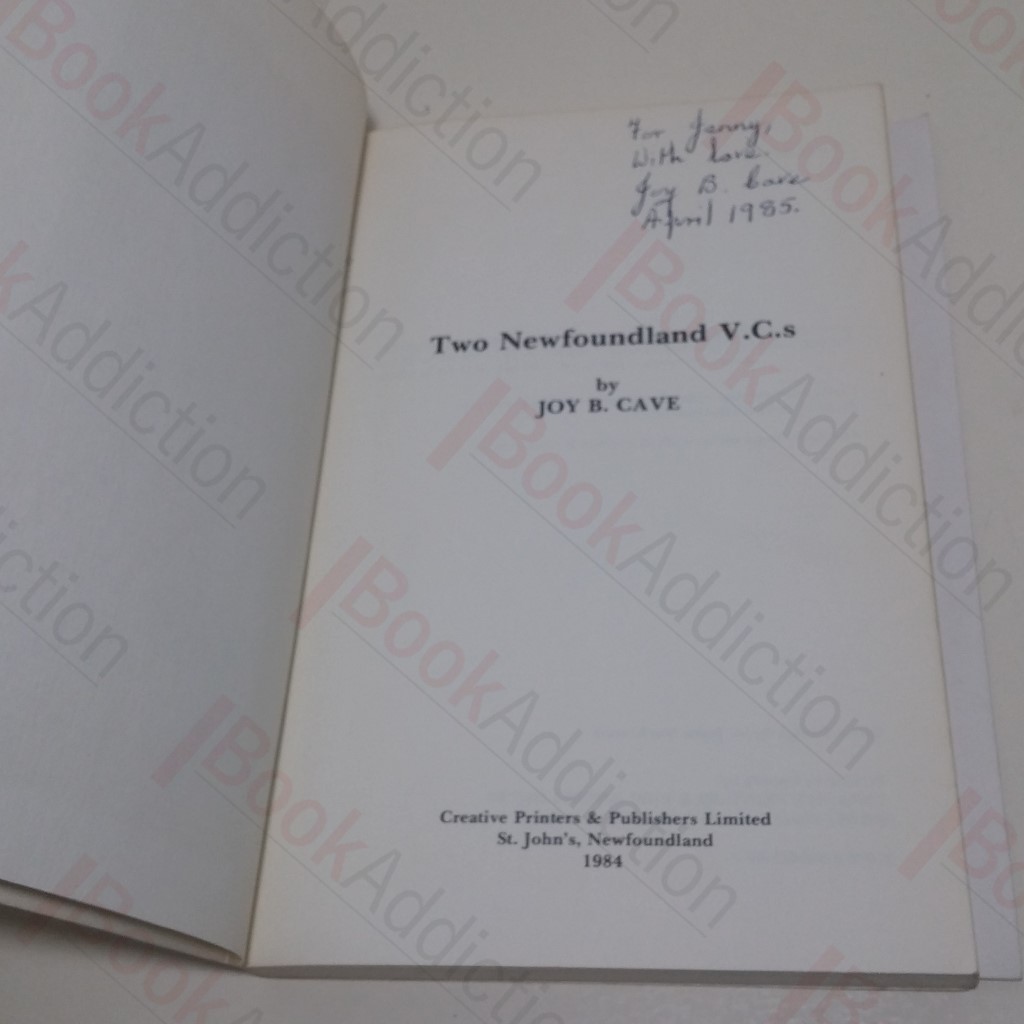 For Jenny,
With love.
Joy B. Cave
April 1985.
Two Newfoundland V.C.s
by
JOY B. CAVE
Creative Printers & Publishers Limited
St. John's, Newfoundland
1984
BookAddiction